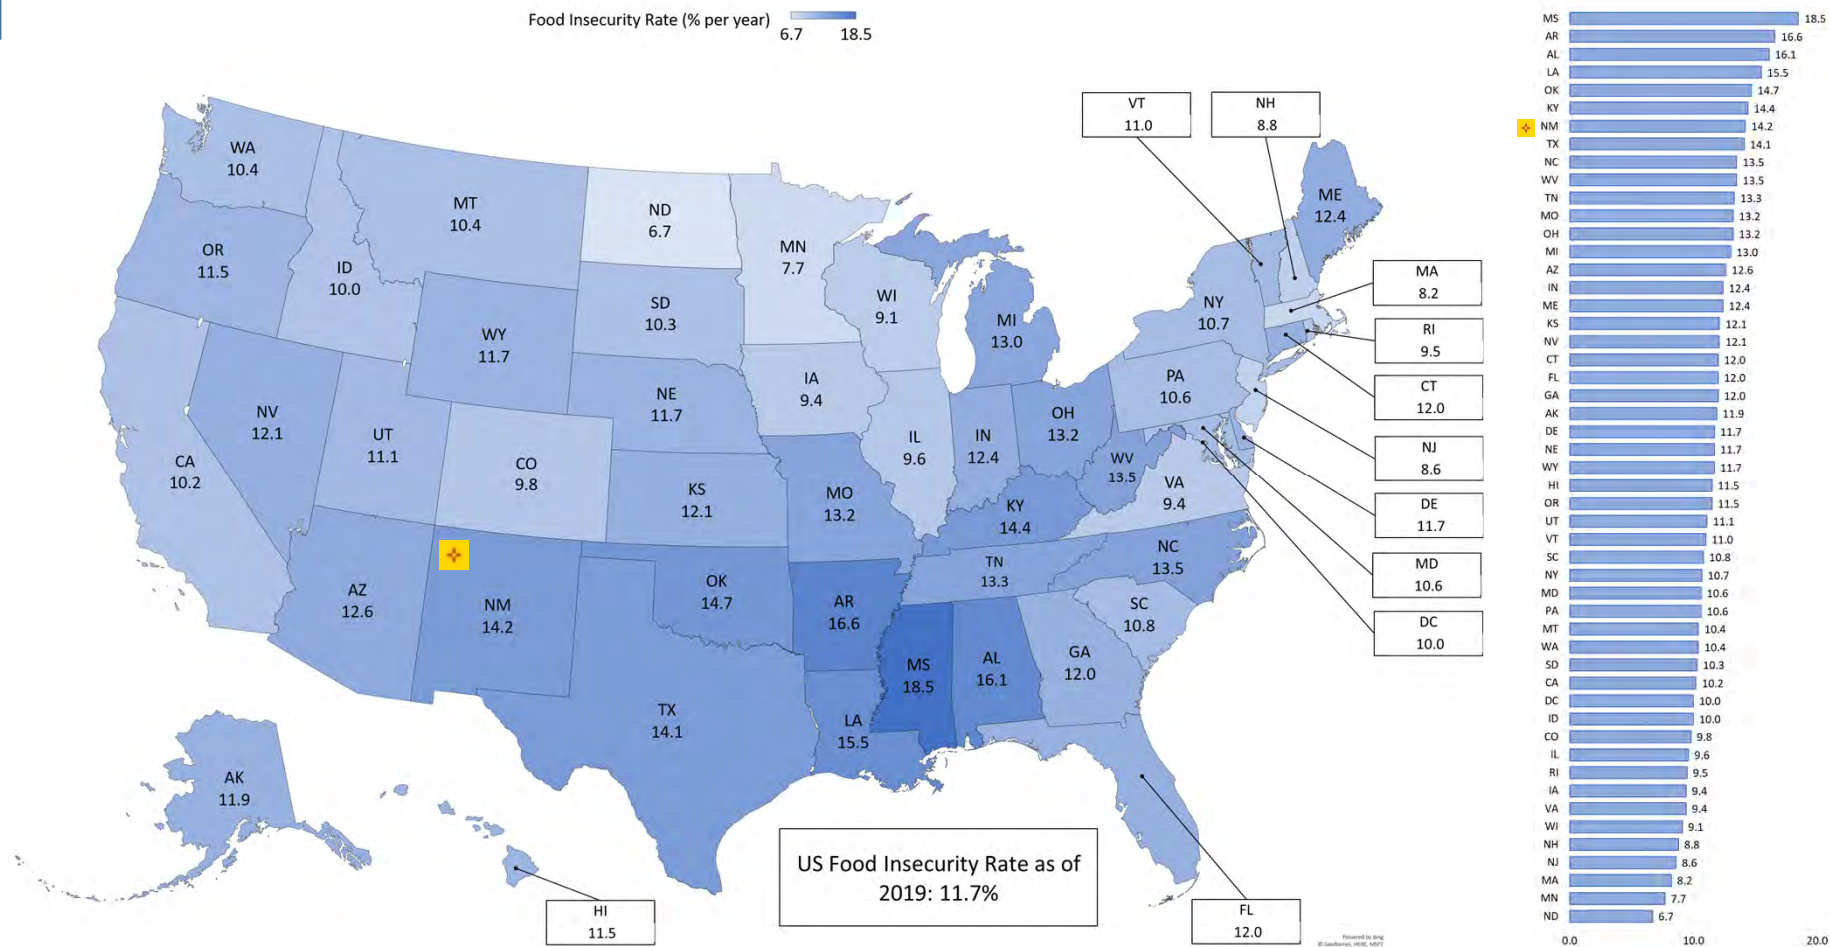 Food Insecurity Rate (% per year)
6.7 18.5
WA
10.4
MT
10.4
ND
6.7
MN
7.7
OR
11.5
ID
10.0
SD
10.3
WI
9.1
WY
11.7
MI
13.0
NY
10.7
ME
12.4
VT
11.0
NH
8.8
MA
8.2
RI
9.5
CT
12.0
NJ
8.6
DE
11.7
MD
10.6
DC
10.0
NE
11.7
IA
9.4
PA
10.6
NV
12.1
UT
11.1
CO
9.8
IL
9.6
IN
12.4
OH
13.2
CA
10.2
KS
12.1
MO
13.2
WV
13.5
VA
9.4
KY
14.4
NC
13.5
TN
13.3
AZ
12.6
NM
14.2
OK
14.7
AR
16.6
SC
10.8
MS
18.5
AL
16.1
GA
12.0
TX
14.1
LA
15.5
AK
11.9
HI
11.5
FL
12.0
US Food Insecurity Rate as of
2019: 11.7%
Powered by Bing
© GeoNames, HERE, MSFT
MS 18.5
AR 16.6
AL 16.1
LA 15.5
OK 14.7
KY 14.4
NM 14.2
TX 14.1
NC 13.5
WV 13.5
TN 13.3
MO 13.2
OH 13.2
MI 13.0
AZ 12.6
IN 12.4
ME 12.4
KS 12.1
NV 12.1
CT 12.0
FL 12.0
GA 12.0
AK 11.9
DE 11.7
NE 11.7
WY 11.7
HI 11.5
OR 11.5
UT 11.1
VT 11.0
SC 10.8
NY 10.7
MD 10.6
PA 10.6
MT 10.4
WA 10.4
SD 10.3
CA 10.2
DC 10.0
ID 10.0
CO 9.8
IL 9.6
RI 9.5
IA 9.4
VA 9.4
WI 9.1
NH 8.8
NJ 8.6
MA 8.2
MN 7.7
ND 6.7
0.0 10.0 20.0